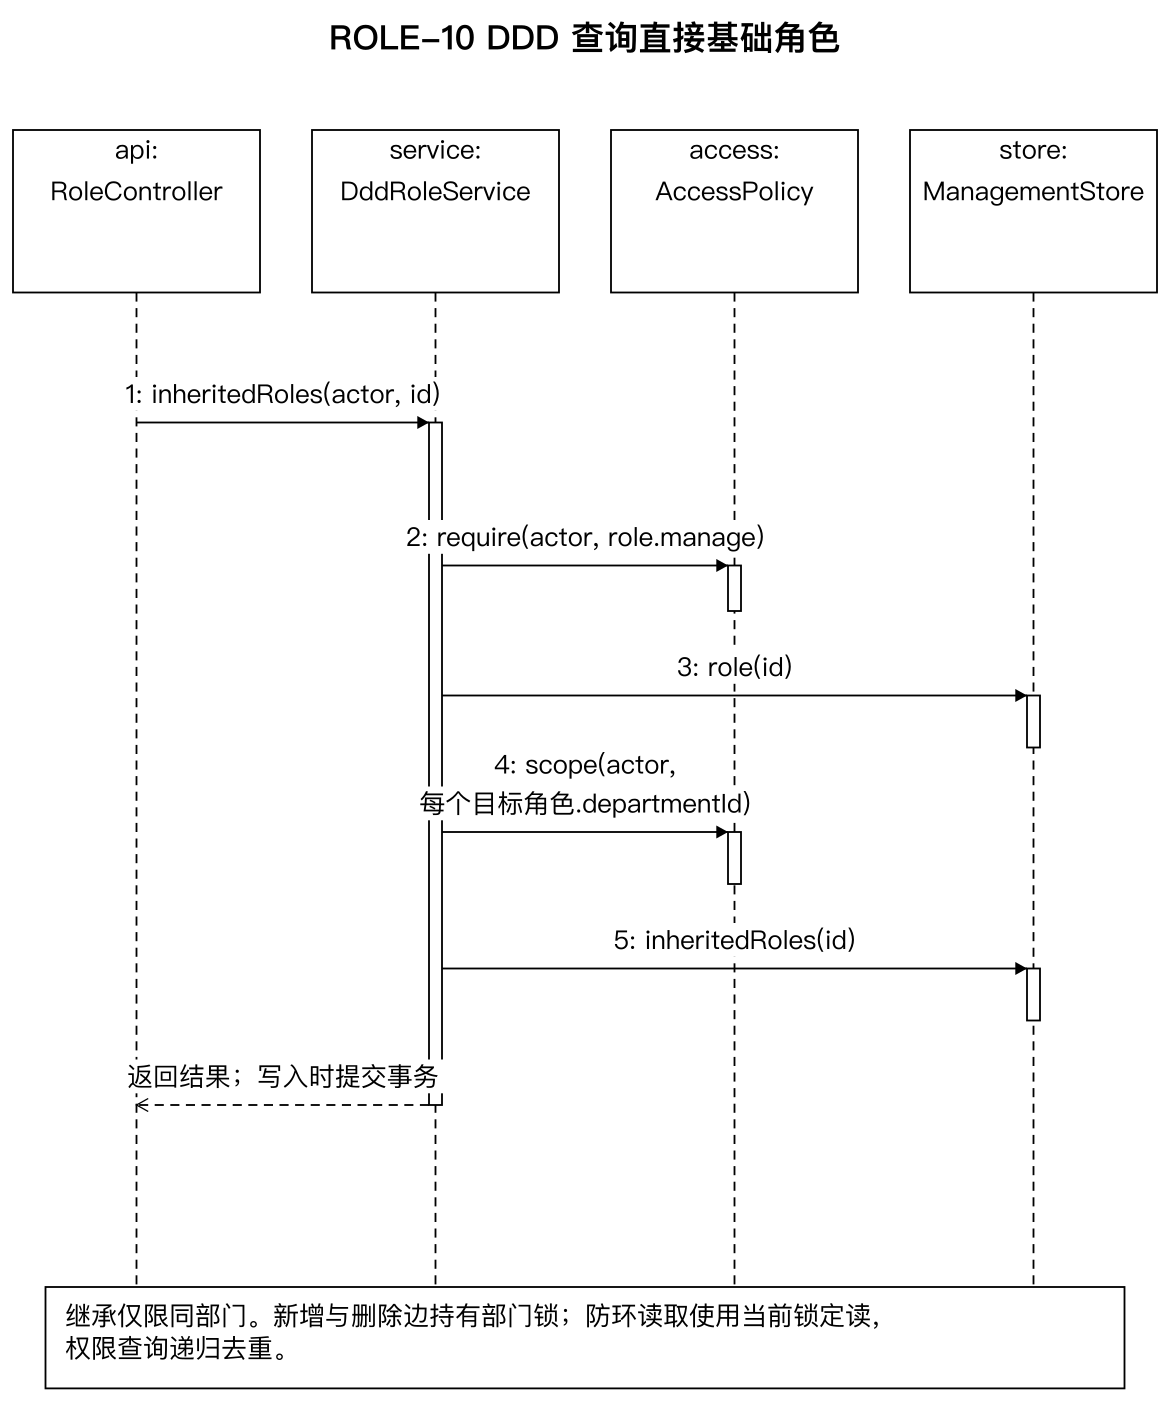 ROLE-10 DDD 查询直接基础角色
api:
RoleController
service:
DddRoleService
access:
AccessPolicy
store:
ManagementStore
1: inheritedRoles(actor, id)
2: require(actor, role.manage)
3: role(id)
4: scope(actor,
每个目标角色.departmentId)
5: inheritedRoles(id)
返回结果；写入时提交事务
继承仅限同部门。新增与删除边持有部门锁；防环读取使用当前锁定读，
权限查询递归去重。